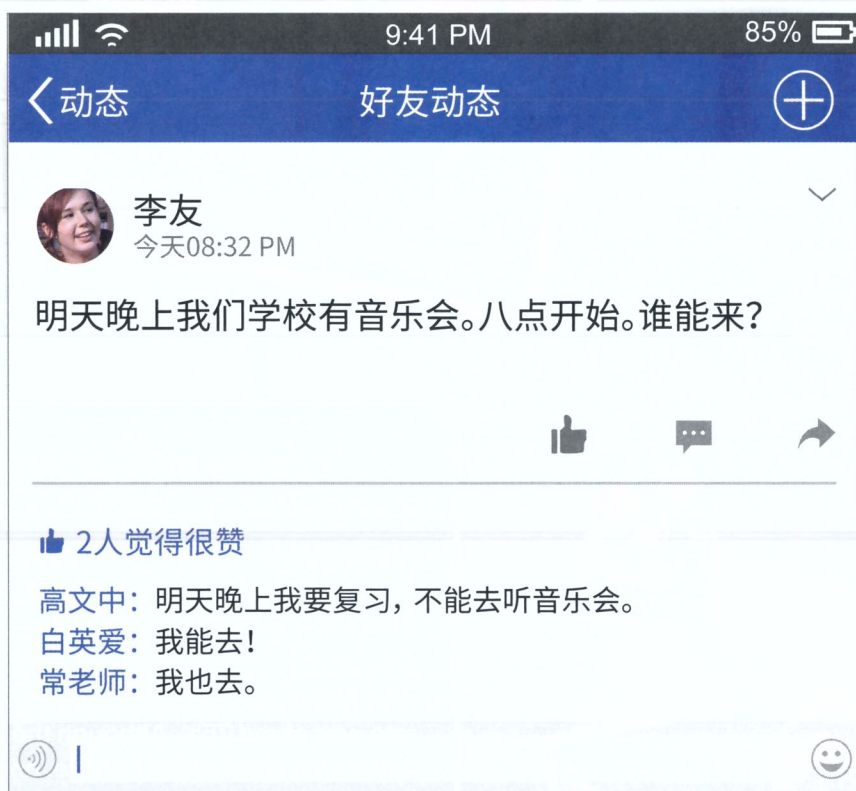 9:41 PM 85%
动态 好友动态
李友
今天08:32 PM
明天晚上我们学校有音乐会。八点开始。谁能来？
2人觉得很赞
高文中：明天晚上我要复习，不能去听音乐会。
白英爱：我能去！
常老师：我也去。